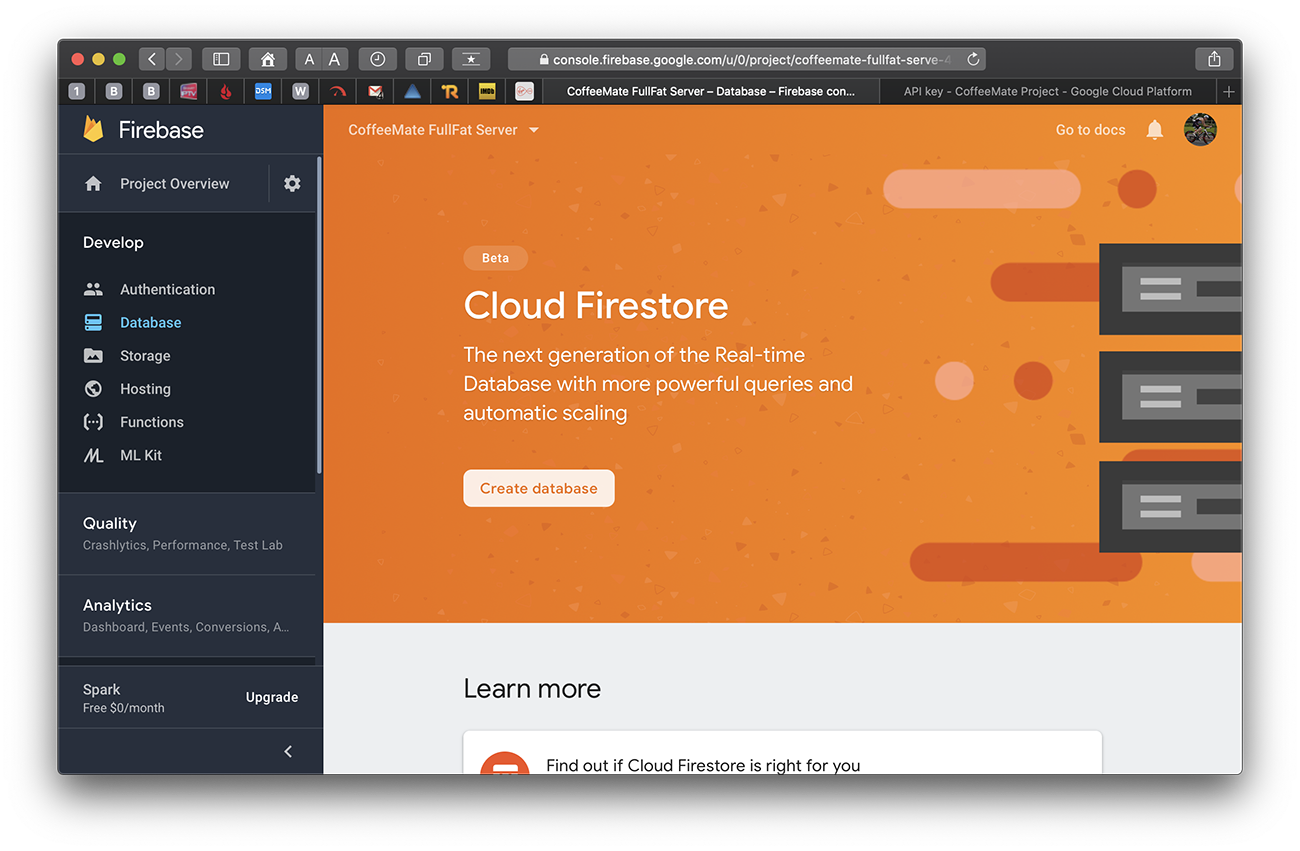 A A
console.firebase.google.com/u/0/project/coffeemate-fullfat-serve-4
1 B B DSM W TR IMDb
CoffeeMate FullFat Server – Database – Firebase con...
API key - CoffeeMate Project - Google Cloud Platform
Firebase
CoffeeMate FullFat Server
Go to docs
Project Overview
Develop
Authentication
Database
Storage
Hosting
Functions
ML Kit
Quality
Crashlytics, Performance, Test Lab
Analytics
Dashboard, Events, Conversions, A...
Spark
Free $0/month
Upgrade
Beta
Cloud Firestore
The next generation of the Real-time
Database with more powerful queries and
automatic scaling
Create database
Learn more
Find out if Cloud Firestore is right for you